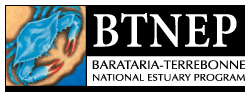 BTNEP
BARATARIA-TERREBONNE
NATIONAL ESTUARY PROGRAM